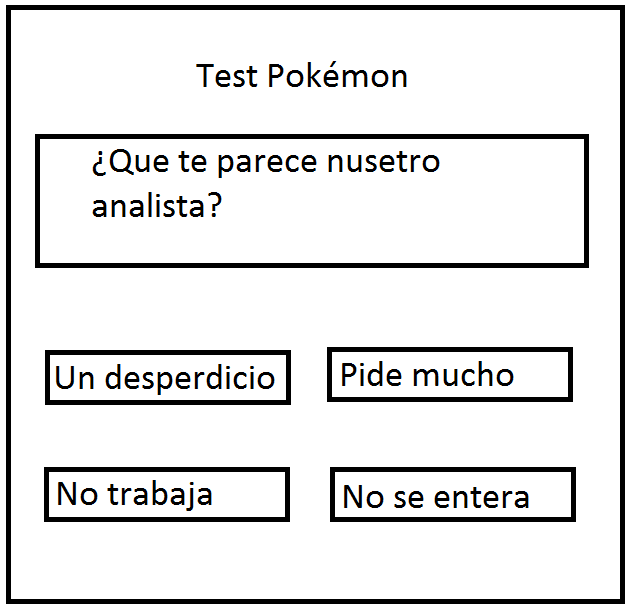 Test Pokémon
¿Que te parece nusetro
analista?
Un desperdicio
Pide mucho
No trabaja
No se entera